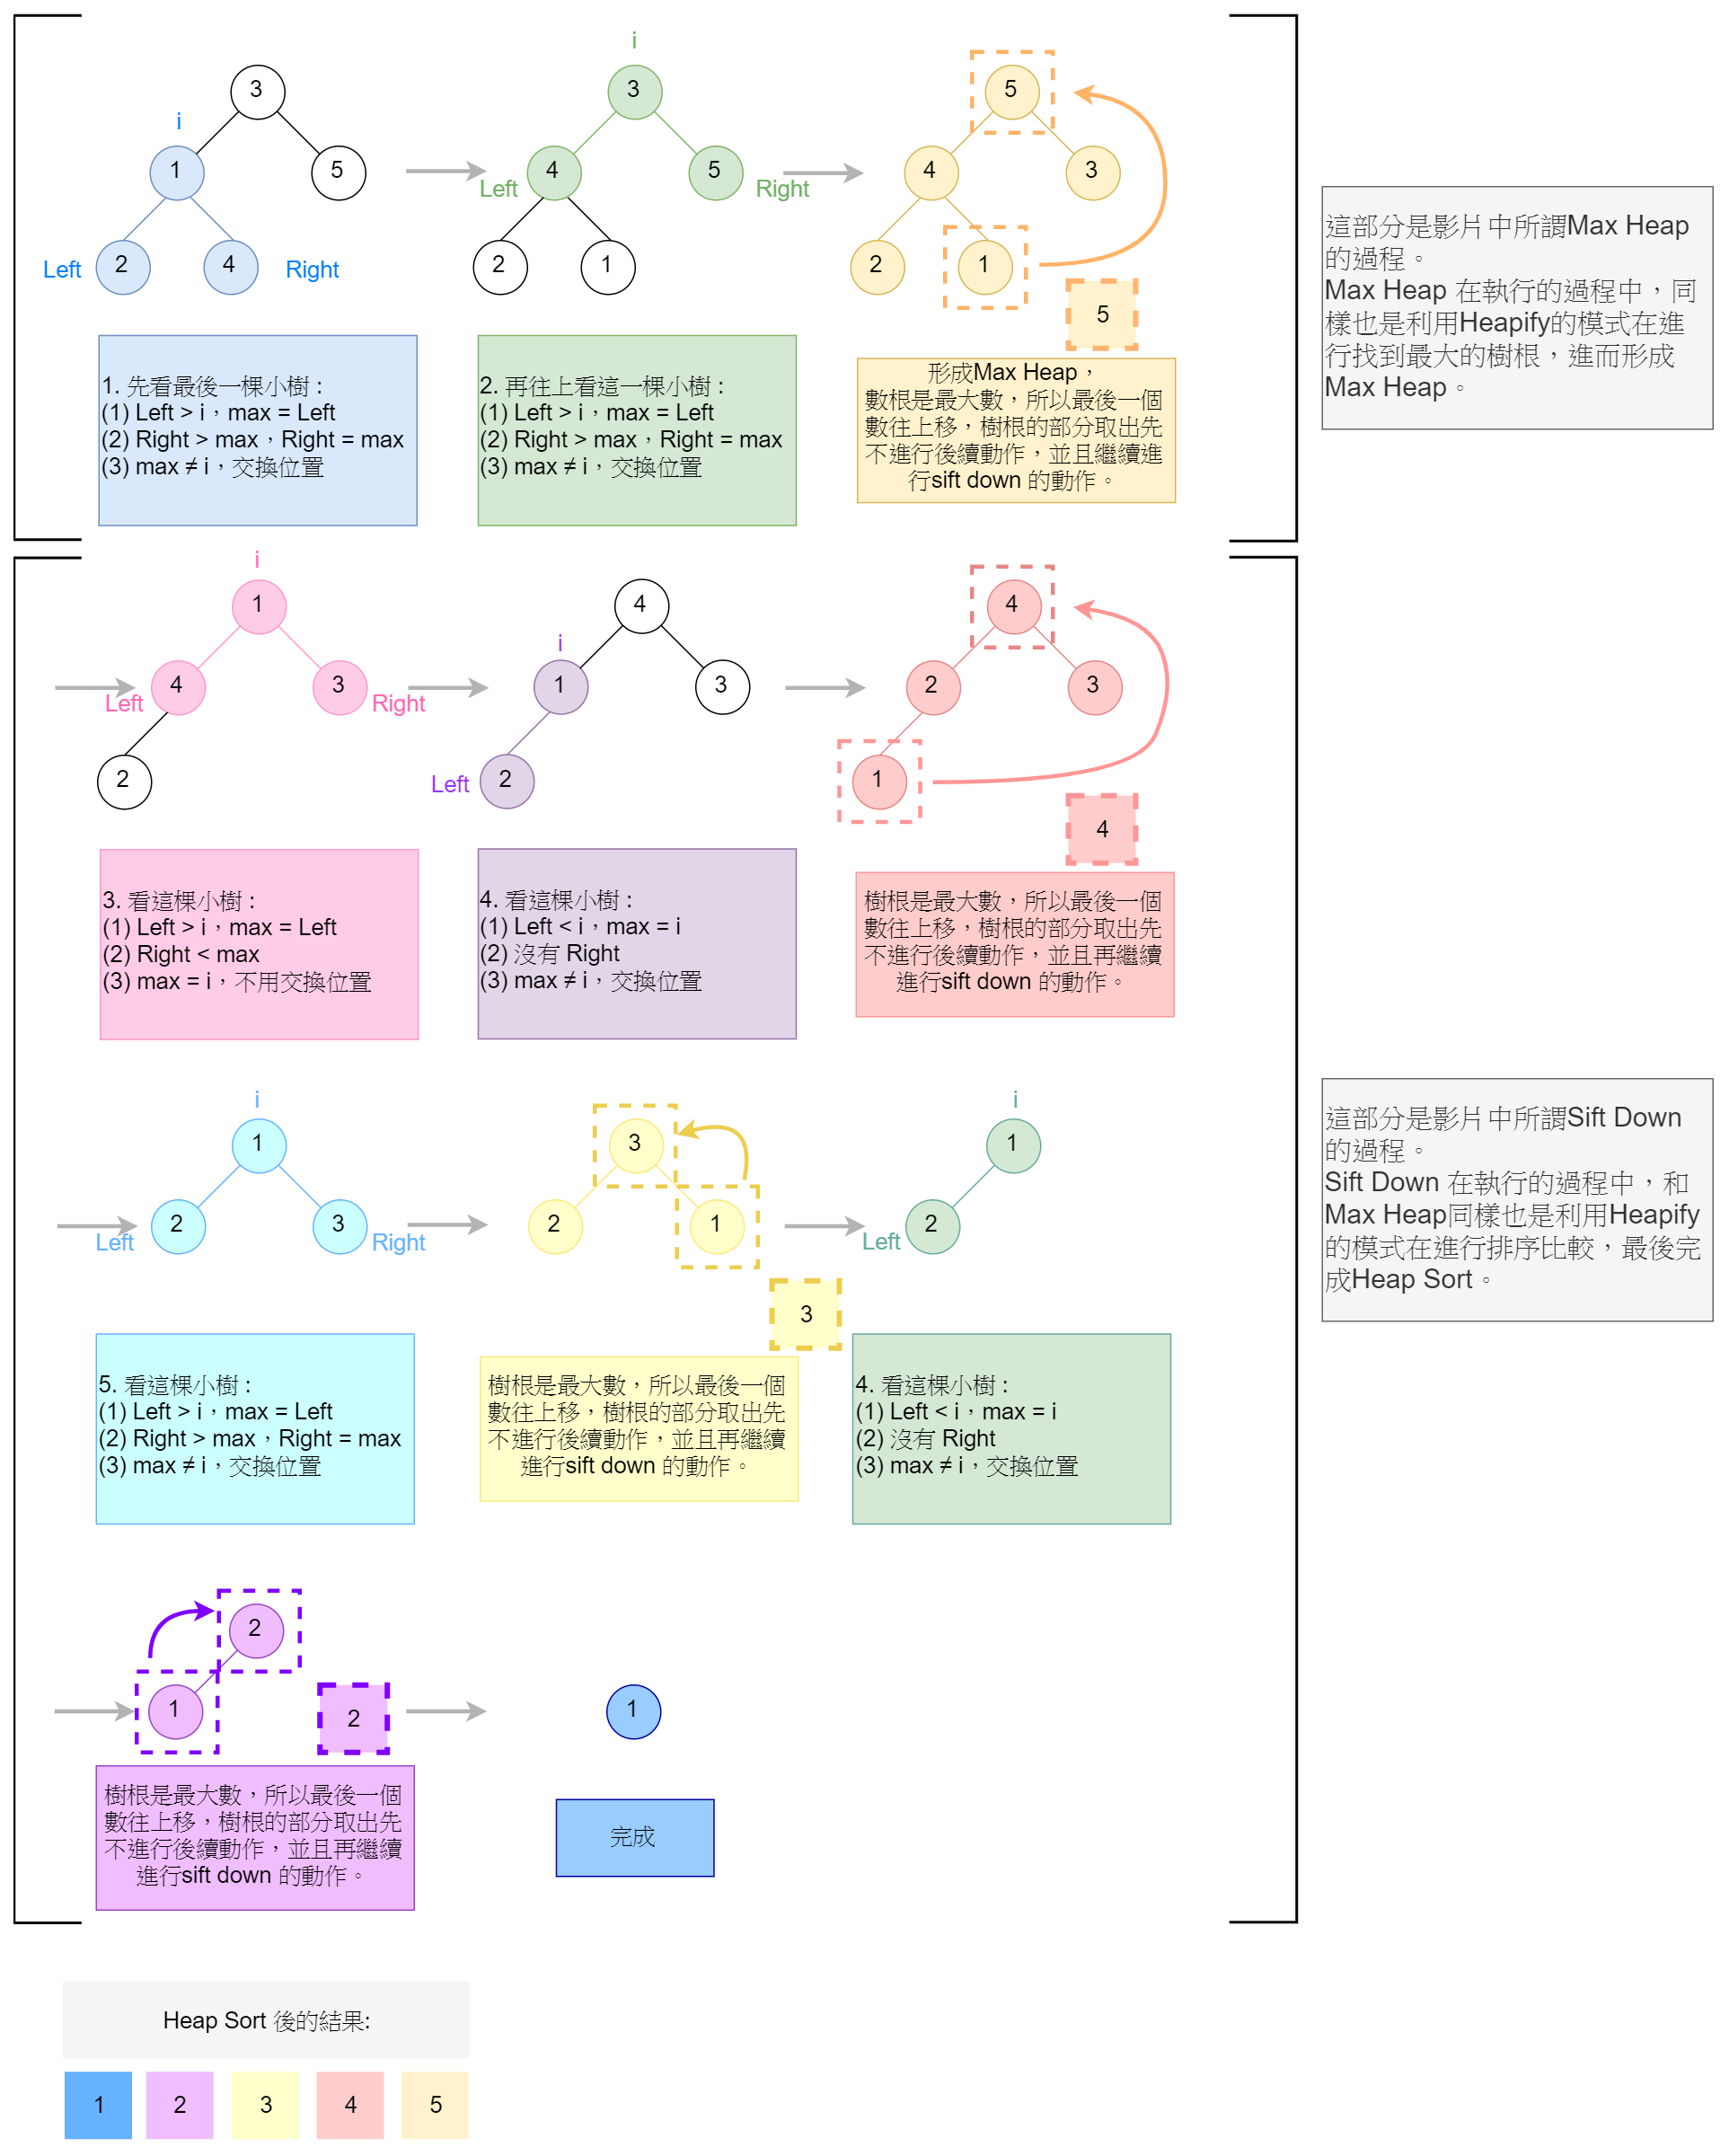 i
3
1
5
Left
2
4
Right
1. 先看最後一棵小樹 :
(1) Left > i，max = Left
(2) Right > max，Right = max
(3) max ≠ i，交換位置
i
3
4
5
Left
Right
2
1
2. 再往上看這一棵小樹 :
(1) Left > i，max = Left
(2) Right > max，Right = max
(3) max ≠ i，交換位置
5
4
3
2
1
5
形成Max Heap，
數根是最大數，所以最後一個
數往上移，樹根的部分取出先
不進行後續動作，並且繼續進
行sift down 的動作。
這部分是影片中所謂Max Heap
的過程。
Max Heap 在執行的過程中，同
樣也是利用Heapify的模式在進
行找到最大的樹根，進而形成
Max Heap。
i
1
4
3
Left
Right
2
3. 看這棵小樹 :
(1) Left > i，max = Left
(2) Right < max
(3) max = i，不用交換位置
4
i
1
3
Left
2
4. 看這棵小樹 :
(1) Left < i，max = i
(2) 沒有 Right
(3) max ≠ i，交換位置
4
2
3
1
4
樹根是最大數，所以最後一個
數往上移，樹根的部分取出先
不進行後續動作，並且再繼續
進行sift down 的動作。
i
1
2
3
Left
Right
5. 看這棵小樹 :
(1) Left > i，max = Left
(2) Right > max，Right = max
(3) max ≠ i，交換位置
3
2
1
3
樹根是最大數，所以最後一個
數往上移，樹根的部分取出先
不進行後續動作，並且再繼續
進行sift down 的動作。
i
1
2
Left
4. 看這棵小樹 :
(1) Left < i，max = i
(2) 沒有 Right
(3) max ≠ i，交換位置
這部分是影片中所謂Sift Down
的過程。
Sift Down 在執行的過程中，和
Max Heap同樣也是利用Heapify
的模式在進行排序比較，最後完
成Heap Sort。
2
1
2
樹根是最大數，所以最後一個
數往上移，樹根的部分取出先
不進行後續動作，並且再繼續
進行sift down 的動作。
1
完成
Heap Sort 後的結果:
1 2 3 4 5